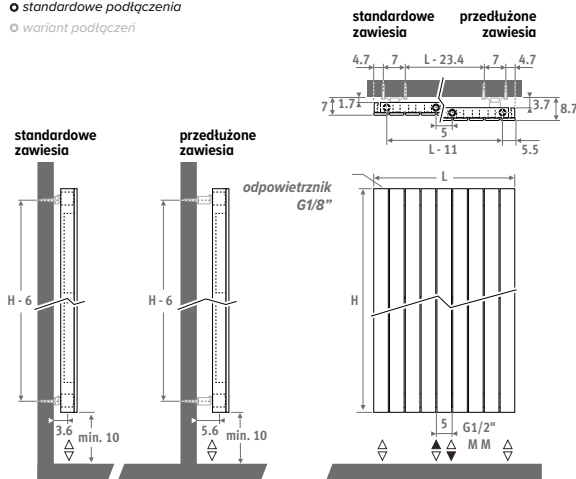 standardowe podłączenia
wariant podłączeń
standardowe zawiesia
przedłużone zawiesia
4.7 7 L - 23.4 7 4.7
7 1.7 3.7 8.7
5
L - 11 5.5
standardowe zawiesia
przedłużone zawiesia
odpowietrznik
G1/8”
L
H - 6
H - 6
H
3.6 min. 10
5.6 min. 10
5 G1/2"
M M